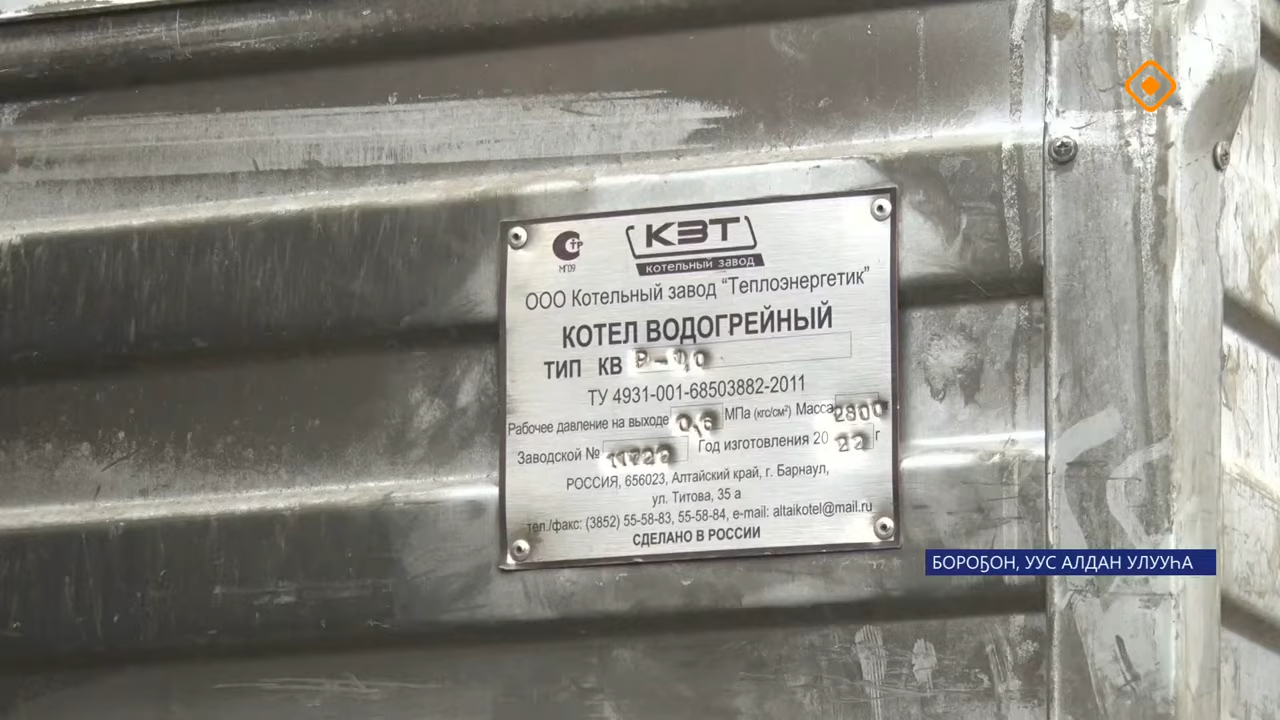 КЗТ
котельный завод
МГ09
ООО Котельный завод "Теплоэнергетик"
КОТЕЛ ВОДОГРЕЙНЫЙ
ТИП КВ
ТУ 4931-001-68503882-2011
Рабочее давление на выходе 0,6 МПа (кгс/см²) Масса 2800
Заводской № Год изготовления 20 22 г
РОССИЯ, 656023, Алтайский край, г. Барнаул,
ул. Титова, 35 а
тел./факс: (3852) 55-58-83, 55-58-84, e-mail: altaikotel@mail.ru
СДЕЛАНО В РОССИИ
БОРОҔОН, УУС АЛДАН УЛУУҺА